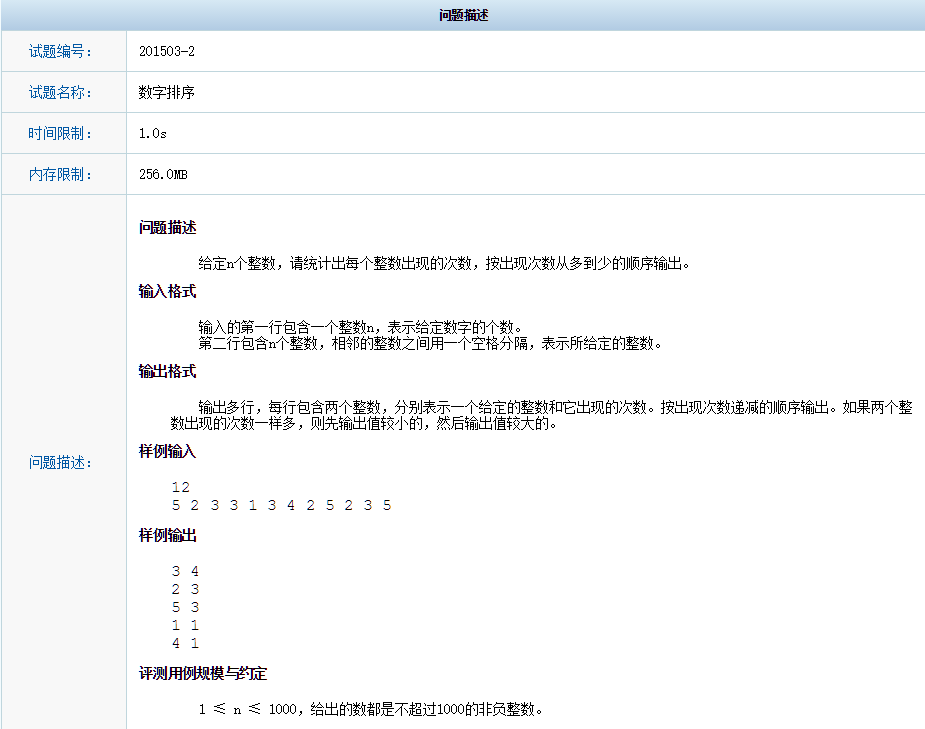 问题描述
试题编号： 201503-2
试题名称： 数字排序
时间限制： 1.0s
内存限制： 256.0MB
问题描述：
问题描述
给定n个整数，请统计出每个整数出现的次数，按出现次数从多到少的顺序输出。
输入格式
输入的第一行包含一个整数n，表示给定数字的个数。
第二行包含n个整数，相邻的整数之间用一个空格分隔，表示所给定的整数。
输出格式
输出多行，每行包含两个整数，分别表示一个给定的整数和它出现的次数。按出现次数递减的顺序输出。如果两个整
数出现的次数一样多，则先输出值较小的，然后输出值较大的。
样例输入
12
5 2 3 3 1 3 4 2 5 2 3 5
样例输出
3 4
2 3
5 3
1 1
4 1
评测用例规模与约定
1 ≤ n ≤ 1000，给出的数都是不超过1000的非负整数。